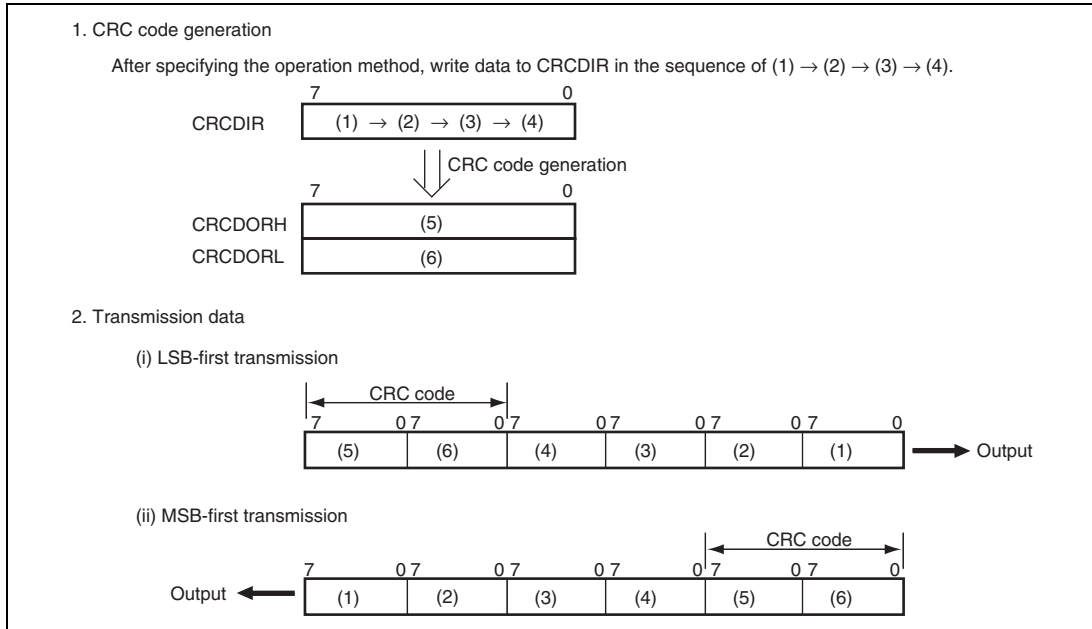 1. CRC code generation
After specifying the operation method, write data to CRCDIR in the sequence of (1) → (2) → (3) → (4).
7 0
CRCDIR (1) → (2) → (3) → (4)
CRC code generation
7 0
CRCDORH (5)
CRCDORL (6)
2. Transmission data
(i) LSB-first transmission
CRC code
7 0 7 0 7 0 7 0 7 0 7 0
(5) (6) (4) (3) (2) (1) Output
(ii) MSB-first transmission
CRC code
7 0 7 0 7 0 7 0 7 0 7 0
Output (1) (2) (3) (4) (5) (6)